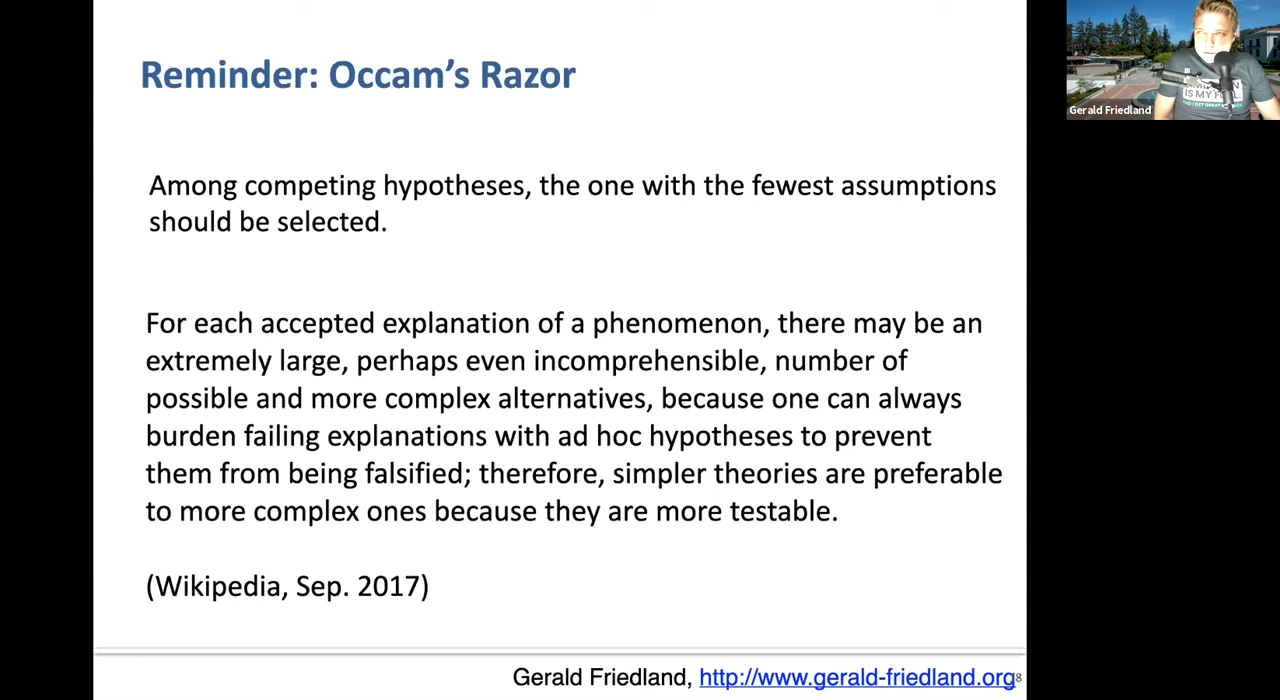 Reminder: Occam's Razor
Among competing hypotheses, the one with the fewest assumptions
should be selected.
For each accepted explanation of a phenomenon, there may be an
extremely large, perhaps even incomprehensible, number of
possible and more complex alternatives, because one can always
burden failing explanations with ad hoc hypotheses to prevent
them from being falsified; therefore, simpler theories are preferable
to more complex ones because they are more testable.
(Wikipedia, Sep. 2017)
Gerald Friedland, http://www.gerald-friedland.org
8
Gerald Friedland
IS MY